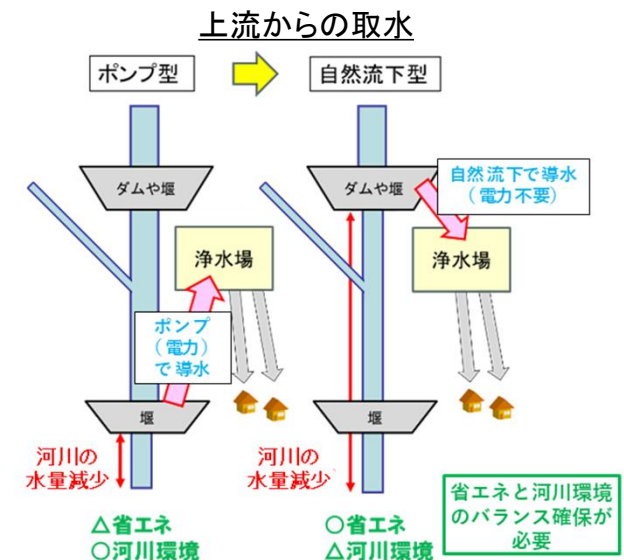 上流からの取水
ポンプ型
自然流下型
ダムや堰
浄水場
ポンプ
（電力）
で導水
堰
河川の
水量減少
△省エネ
○河川環境
ダムや堰
自然流下で導水
（電力不要）
浄水場
堰
河川の
水量減少
○省エネ
△河川環境
省エネと河川環境
のバランス確保が
必要